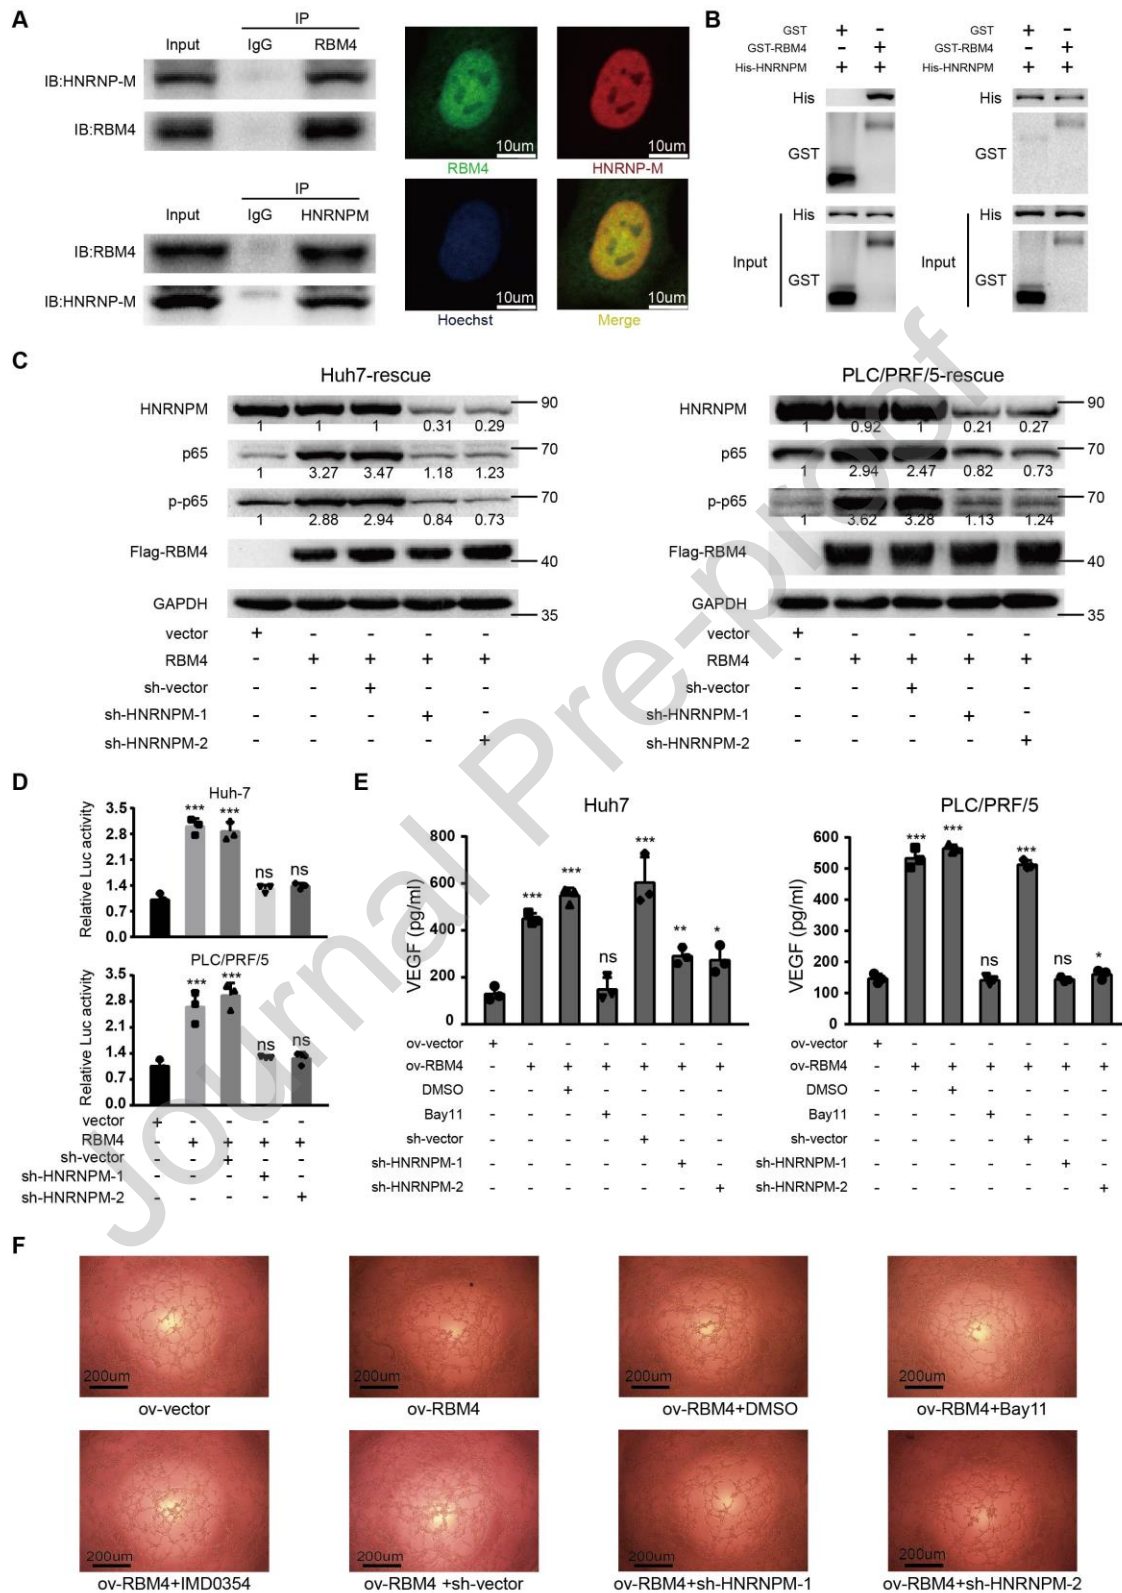 A
IP
Input IgG RBM4
IB:HNRNP-M
IB:RBM4
IP
Input IgG HNRNPM
IB:RBM4
IB:HNRNP-M
10um 10um
RBM4 HNRNP-M
10um 10um
Hoechst Merge
B
GST + - GST + -
GST-RBM4 - + GST-RBM4 - +
His-HNRNPM + + His-HNRNPM + +
His His
GST GST
His His
Input Input
GST GST
C
Huh7-rescue PLC/PRF/5-rescue
HNRNPM 90 HNRNPM 90
1 1 1 0.31 0.29 1 0.92 1 0.21 0.27
p65 70 p65 70
1 3.27 3.47 1.18 1.23 1 2.94 2.47 0.82 0.73
p-p65 70 p-p65 70
1 2.88 2.94 0.84 0.73 1 3.62 3.28 1.13 1.24
Flag-RBM4 40 Flag-RBM4 40
GAPDH 35 GAPDH 35
vector + - - - - vector + - - - -
RBM4 - + + + + RBM4 - + + + +
sh-vector - - + - - sh-vector - - + - -
sh-HNRNPM-1 - - - + - sh-HNRNPM-1 - - - + -
sh-HNRNPM-2 - - - - + sh-HNRNPM-2 - - - - +
D
Huh-7
Relative Luc activity
3.5
2.8
2.1
1.4
0.7
0.0
*** *** ns ns
PLC/PRF/5
Relative Luc activity
3.5
2.8
2.1
1.4
0.7
0.0
*** *** ns ns
vector + - - - -
RBM4 - + + + +
sh-vector - - + - -
sh-HNRNPM-1 - - - + -
sh-HNRNPM-2 - - - - +
E
Huh7
VEGF (pg/ml)
800
600
400
200
0
*** *** ns *** ** *
ov-vector + - - - - - -
ov-RBM4 - + + + + + +
DMSO - - + - - - -
Bay11 - - - + - - -
sh-vector - - - - + - -
sh-HNRNPM-1 - - - - - + -
sh-HNRNPM-2 - - - - - - +
PLC/PRF/5
VEGF (pg/ml)
600
500
400
300
200
100
0
*** *** ns *** ns *
ov-vector + - - - - - -
ov-RBM4 - + + + + + +
DMSO - - + - - - -
Bay11 - - - + - - -
sh-vector - - - - + - -
sh-HNRNPM-1 - - - - - + -
sh-HNRNPM-2 - - - - - - +
F
200um 200um 200um 200um
ov-vector ov-RBM4 ov-RBM4+DMSO ov-RBM4+Bay11
200um 200um 200um 200um
ov-RBM4+IMD0354 ov-RBM4 +sh-vector ov-RBM4+sh-HNRNPM-1 ov-RBM4+sh-HNRNPM-2
Journal Pre-proof